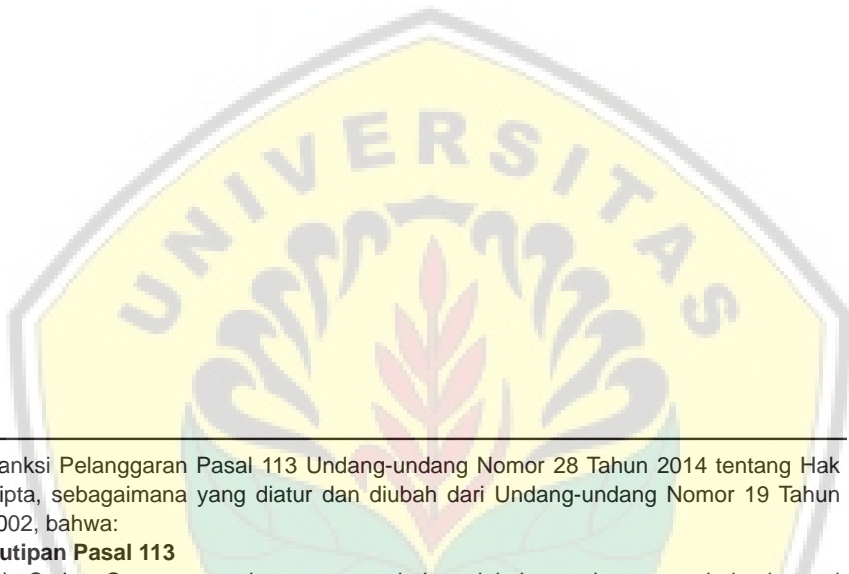 UNIVERSITAS
anksi Pelanggaran Pasal 113 Undang-undang Nomor 28 Tahun 2014 tentang Hak
ipta, sebagaimana yang diatur dan diubah dari Undang-undang Nomor 19 Tahun
002, bahwa:
utipan Pasal 113